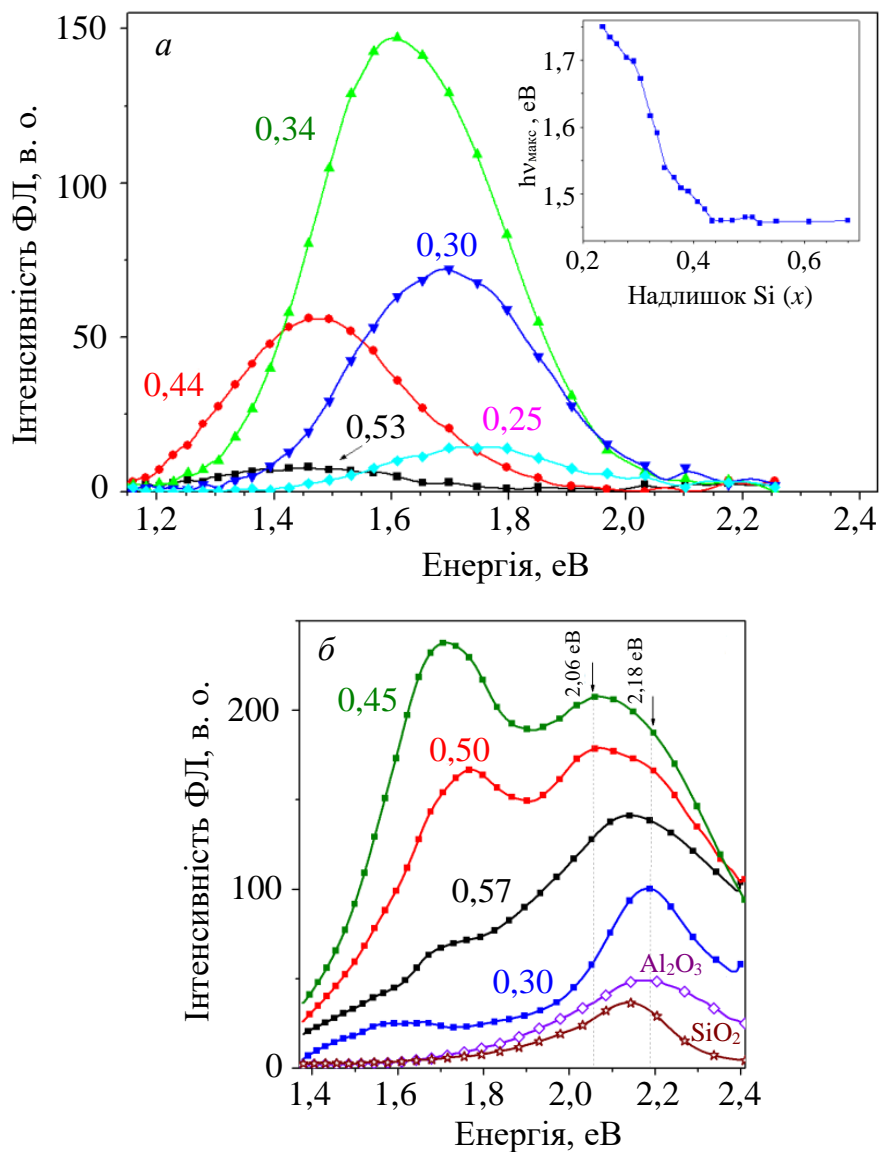 а
150
100
50
0
Інтенсивність ФЛ, в. о.
0,34
0,30
0,44
0,53
0,25
1,2 1,4 1,6 1,8 2,0 2,2 2,4
Енергія, еВ
1,7
1,6
1,5
hνмакс , еВ
0,2 0,4 0,6
Надлишок Si (x)
б
200
100
0
Інтенсивність ФЛ, в. о.
2,06 еВ
2,18 еВ
0,45
0,50
0,57
0,30
Al₂O₃
SiO₂
1,4 1,6 1,8 2,0 2,2 2,4
Енергія, еВ